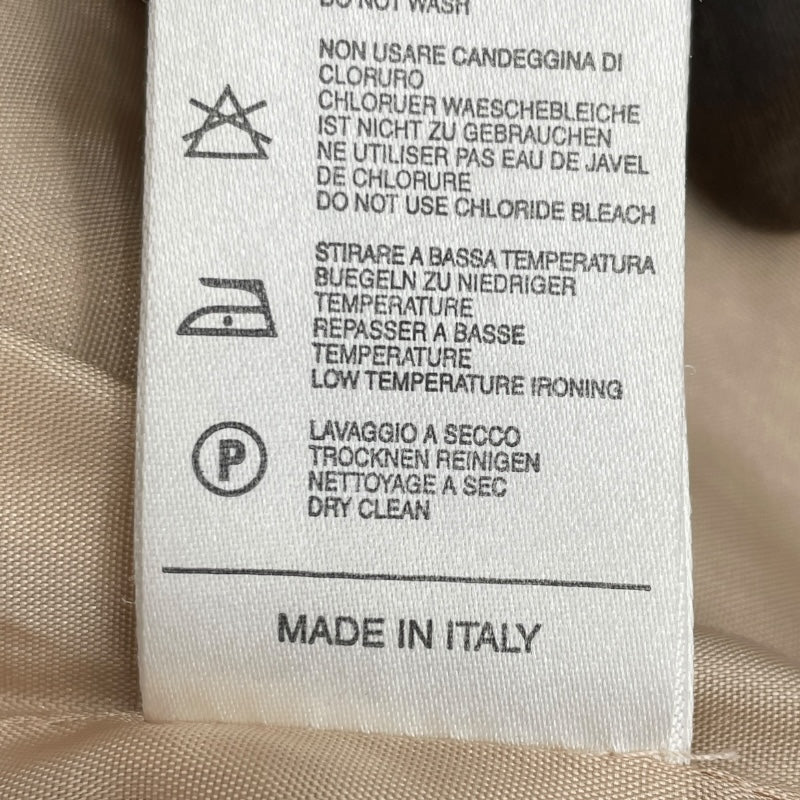 DO NOT WASH
NON USARE CANDEGGINA DI
CLORURO
CHLORUER WAESCHEBLEICHE
IST NICHT ZU GEBRAUCHEN
NE UTILISER PAS EAU DE JAVEL
DE CHLORURE
DO NOT USE CHLORIDE BLEACH
STIRARE A BASSA TEMPERATURA
BUEGELN ZU NIEDRIGER
TEMPERATURE
REPASSER A BASSE
TEMPERATURE
LOW TEMPERATURE IRONING
P
LAVAGGIO A SECCO
TROCKNEN REINIGEN
NETTOYAGE A SEC
DRY CLEAN
MADE IN ITALY